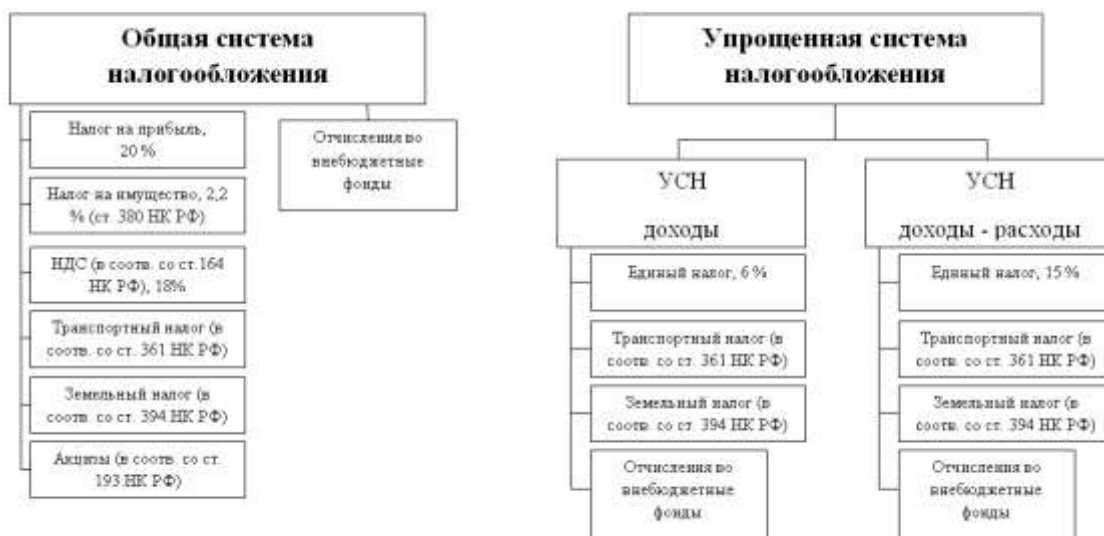 Общая система
налогообложения
Налог на прибыль,
20 %
Отчисления во
внебюджетные
фонды
Налог на имущество, 2,2
% (ст. 380 НК РФ)
НДС (в соотв. со ст.164
НК РФ), 18%
Транспортный налог (в
соотв. со ст. 361 НК РФ)
Земельный налог (в
соотв. со ст. 394 НК РФ)
Акцизы (в соотв. со ст.
193 НК РФ)
Упрощенная система
налогообложения
УСН
доходы
Единый налог, 6 %
Транспортный налог (в
соотв. со ст. 361 НК РФ)
Земельный налог (в
соотв. со ст. 394 НК РФ)
Отчисления во
внебюджетные
фонды
УСН
доходы - расходы
Единый налог, 15 %
Транспортный налог (в
соотв. со ст. 361 НК РФ)
Земельный налог (в
соотв. со ст. 394 НК РФ)
Отчисления во
внебюджетные
фонды